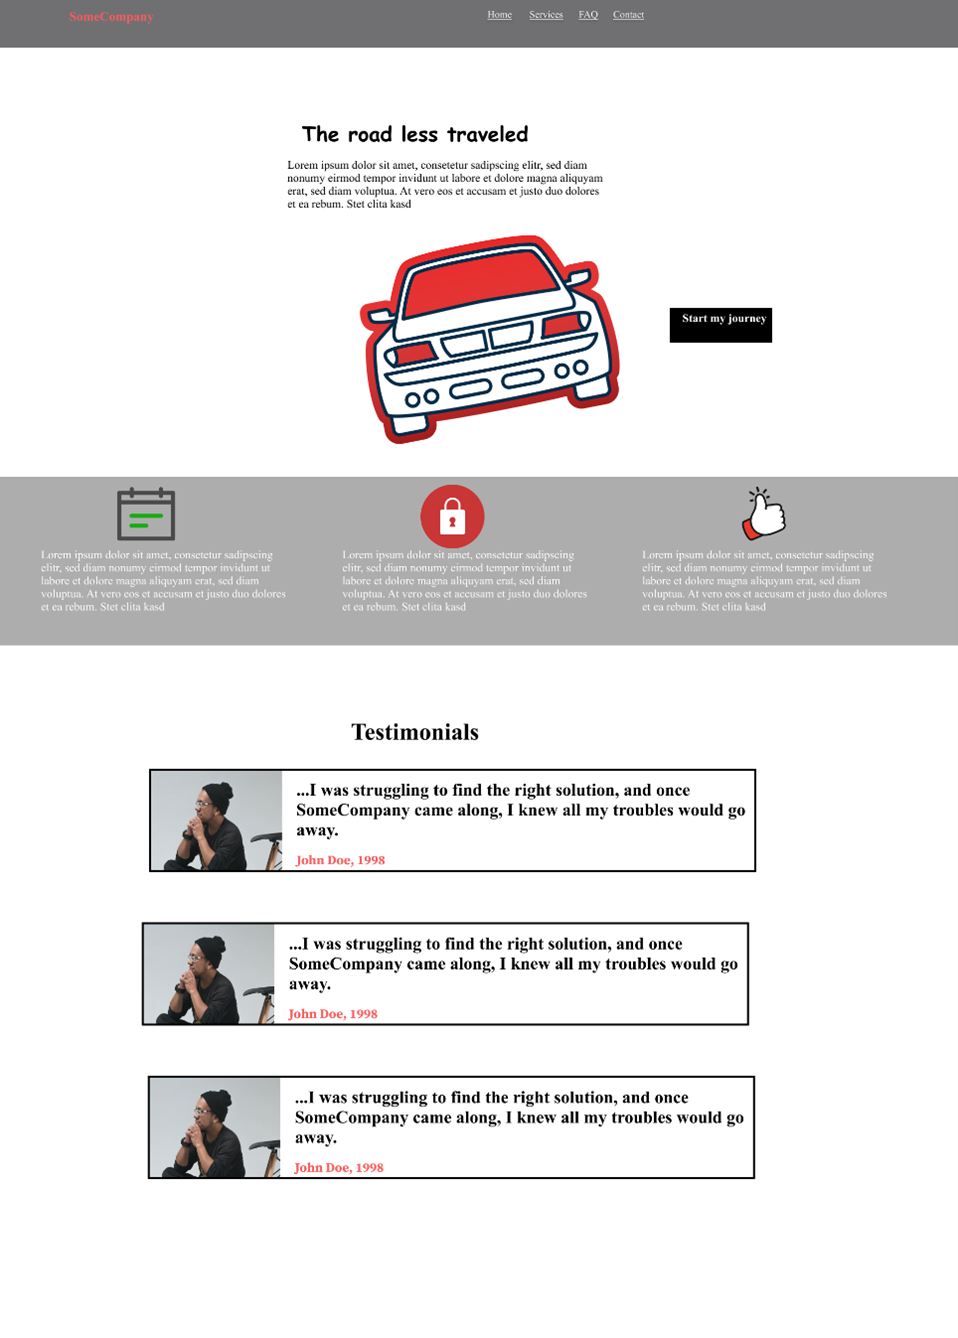 SomeCompany
Home Services FAQ Contact
The road less traveled
Lorem ipsum dolor sit amet, consetetur sadipscing elitr, sed diam
nonumy eirmod tempor invidunt ut labore et dolore magna aliquyam
erat, sed diam voluptua. At vero eos et accusam et justo duo dolores
et ea rebum. Stet clita kasd
Start my journey
Lorem ipsum dolor sit amet, consetetur sadipscing
elitr, sed diam nonumy eirmod tempor invidunt ut
labore et dolore magna aliquyam erat, sed diam
voluptua. At vero eos et accusam et justo duo dolores
et ea rebum. Stet clita kasd
Lorem ipsum dolor sit amet, consetetur sadipscing
elitr, sed diam nonumy eirmod tempor invidunt ut
labore et dolore magna aliquyam erat, sed diam
voluptua. At vero eos et accusam et justo duo dolores
et ea rebum. Stet clita kasd
Lorem ipsum dolor sit amet, consetetur sadipscing
elitr, sed diam nonumy eirmod tempor invidunt ut
labore et dolore magna aliquyam erat, sed diam
voluptua. At vero eos et accusam et justo duo dolores
et ea rebum. Stet clita kasd
Testimonials
...I was struggling to find the right solution, and once
SomeCompany came along, I knew all my troubles would go
away.
John Doe, 1998
...I was struggling to find the right solution, and once
SomeCompany came along, I knew all my troubles would go
away.
John Doe, 1998
...I was struggling to find the right solution, and once
SomeCompany came along, I knew all my troubles would go
away.
John Doe, 1998